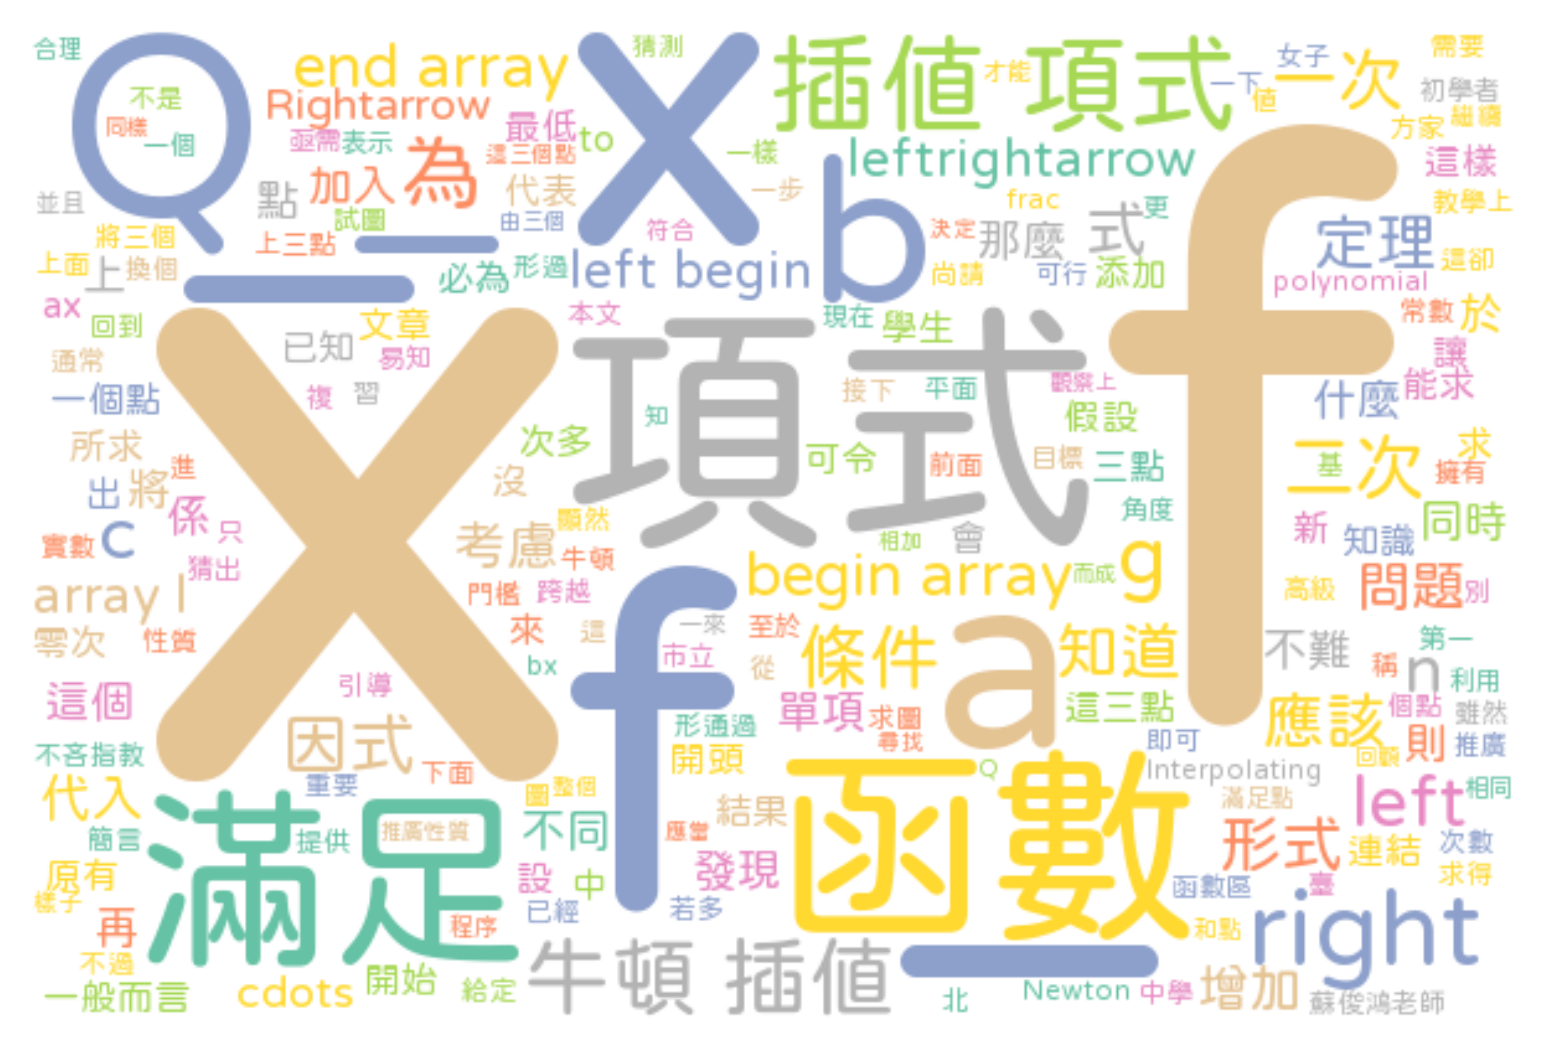 合理
Q
不是
同樣
一個
end array
Rightarrow
亟需
表示
最低
這三個點
to
x
猜測
一樣
一步
插值
項式
才能
一下
值
女子
一次
需要
初學者
方家
繼續
這樣
教學上
並且
將三個
上面
上
換個
點
加入
為
試圖
上三點
代表
由三個
必為
形過
left begin
符合
b
leftrightarrow
frac
決定
那麼
式
更
尚請
可行
添加
f
定理
這卻
polynomial
常數
於
ax
回到
通常
一個點
所求
進
出
將
係
只
c
實數
猜出
array l
零次
性質
x
已知
文章
易知
複
習
本文
項式
現在
學生
知
接下
平面
觀察上
假設
可令
前面
目標
三點
角度
次多
沒
考慮
顯然
牛頓
門檻
跨越
來
這
bx
相加
會
begin array
而成
g
讓
能求
什麼
二次
基
求
擁有
新
知識
同時
高級
問題
別
f
一來
市立
至於
從
條件
a
知道
不難
第一
稱
n
利用
這個
引導
因式
重要
下面
不吝指教
代入
簡言
原有
樣子
再
不過
一般而言
形通過
開頭
單項
求圖
尋找
這三點
即可
應該
個點
雖然
則
回觀
推廣
Q
Interpolating
滿足點
left
相同
滿足
提供
推廣性質
圖
整個
不同
設
中
已經
程序
結果
應當
發現
若多
函數
形式
連結
次數
函數區
臺
求得
和點
right
cdots
開始
給定
牛頓
插值
北
Newton
中學
增加
蘇俊鴻老師